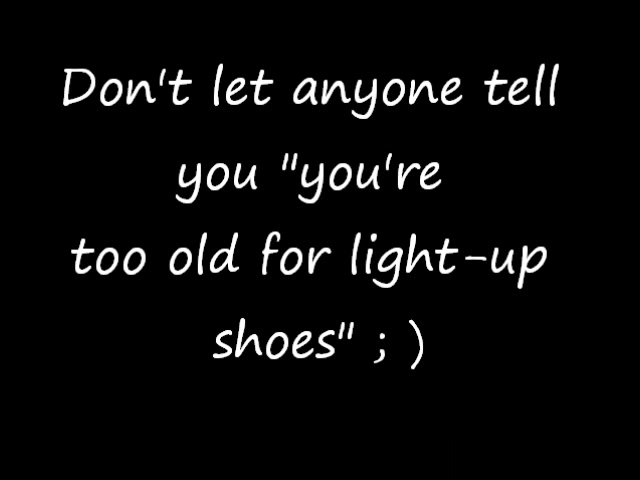 Don't let anyone tell
you "you're
too old for light-up
shoes" ; )